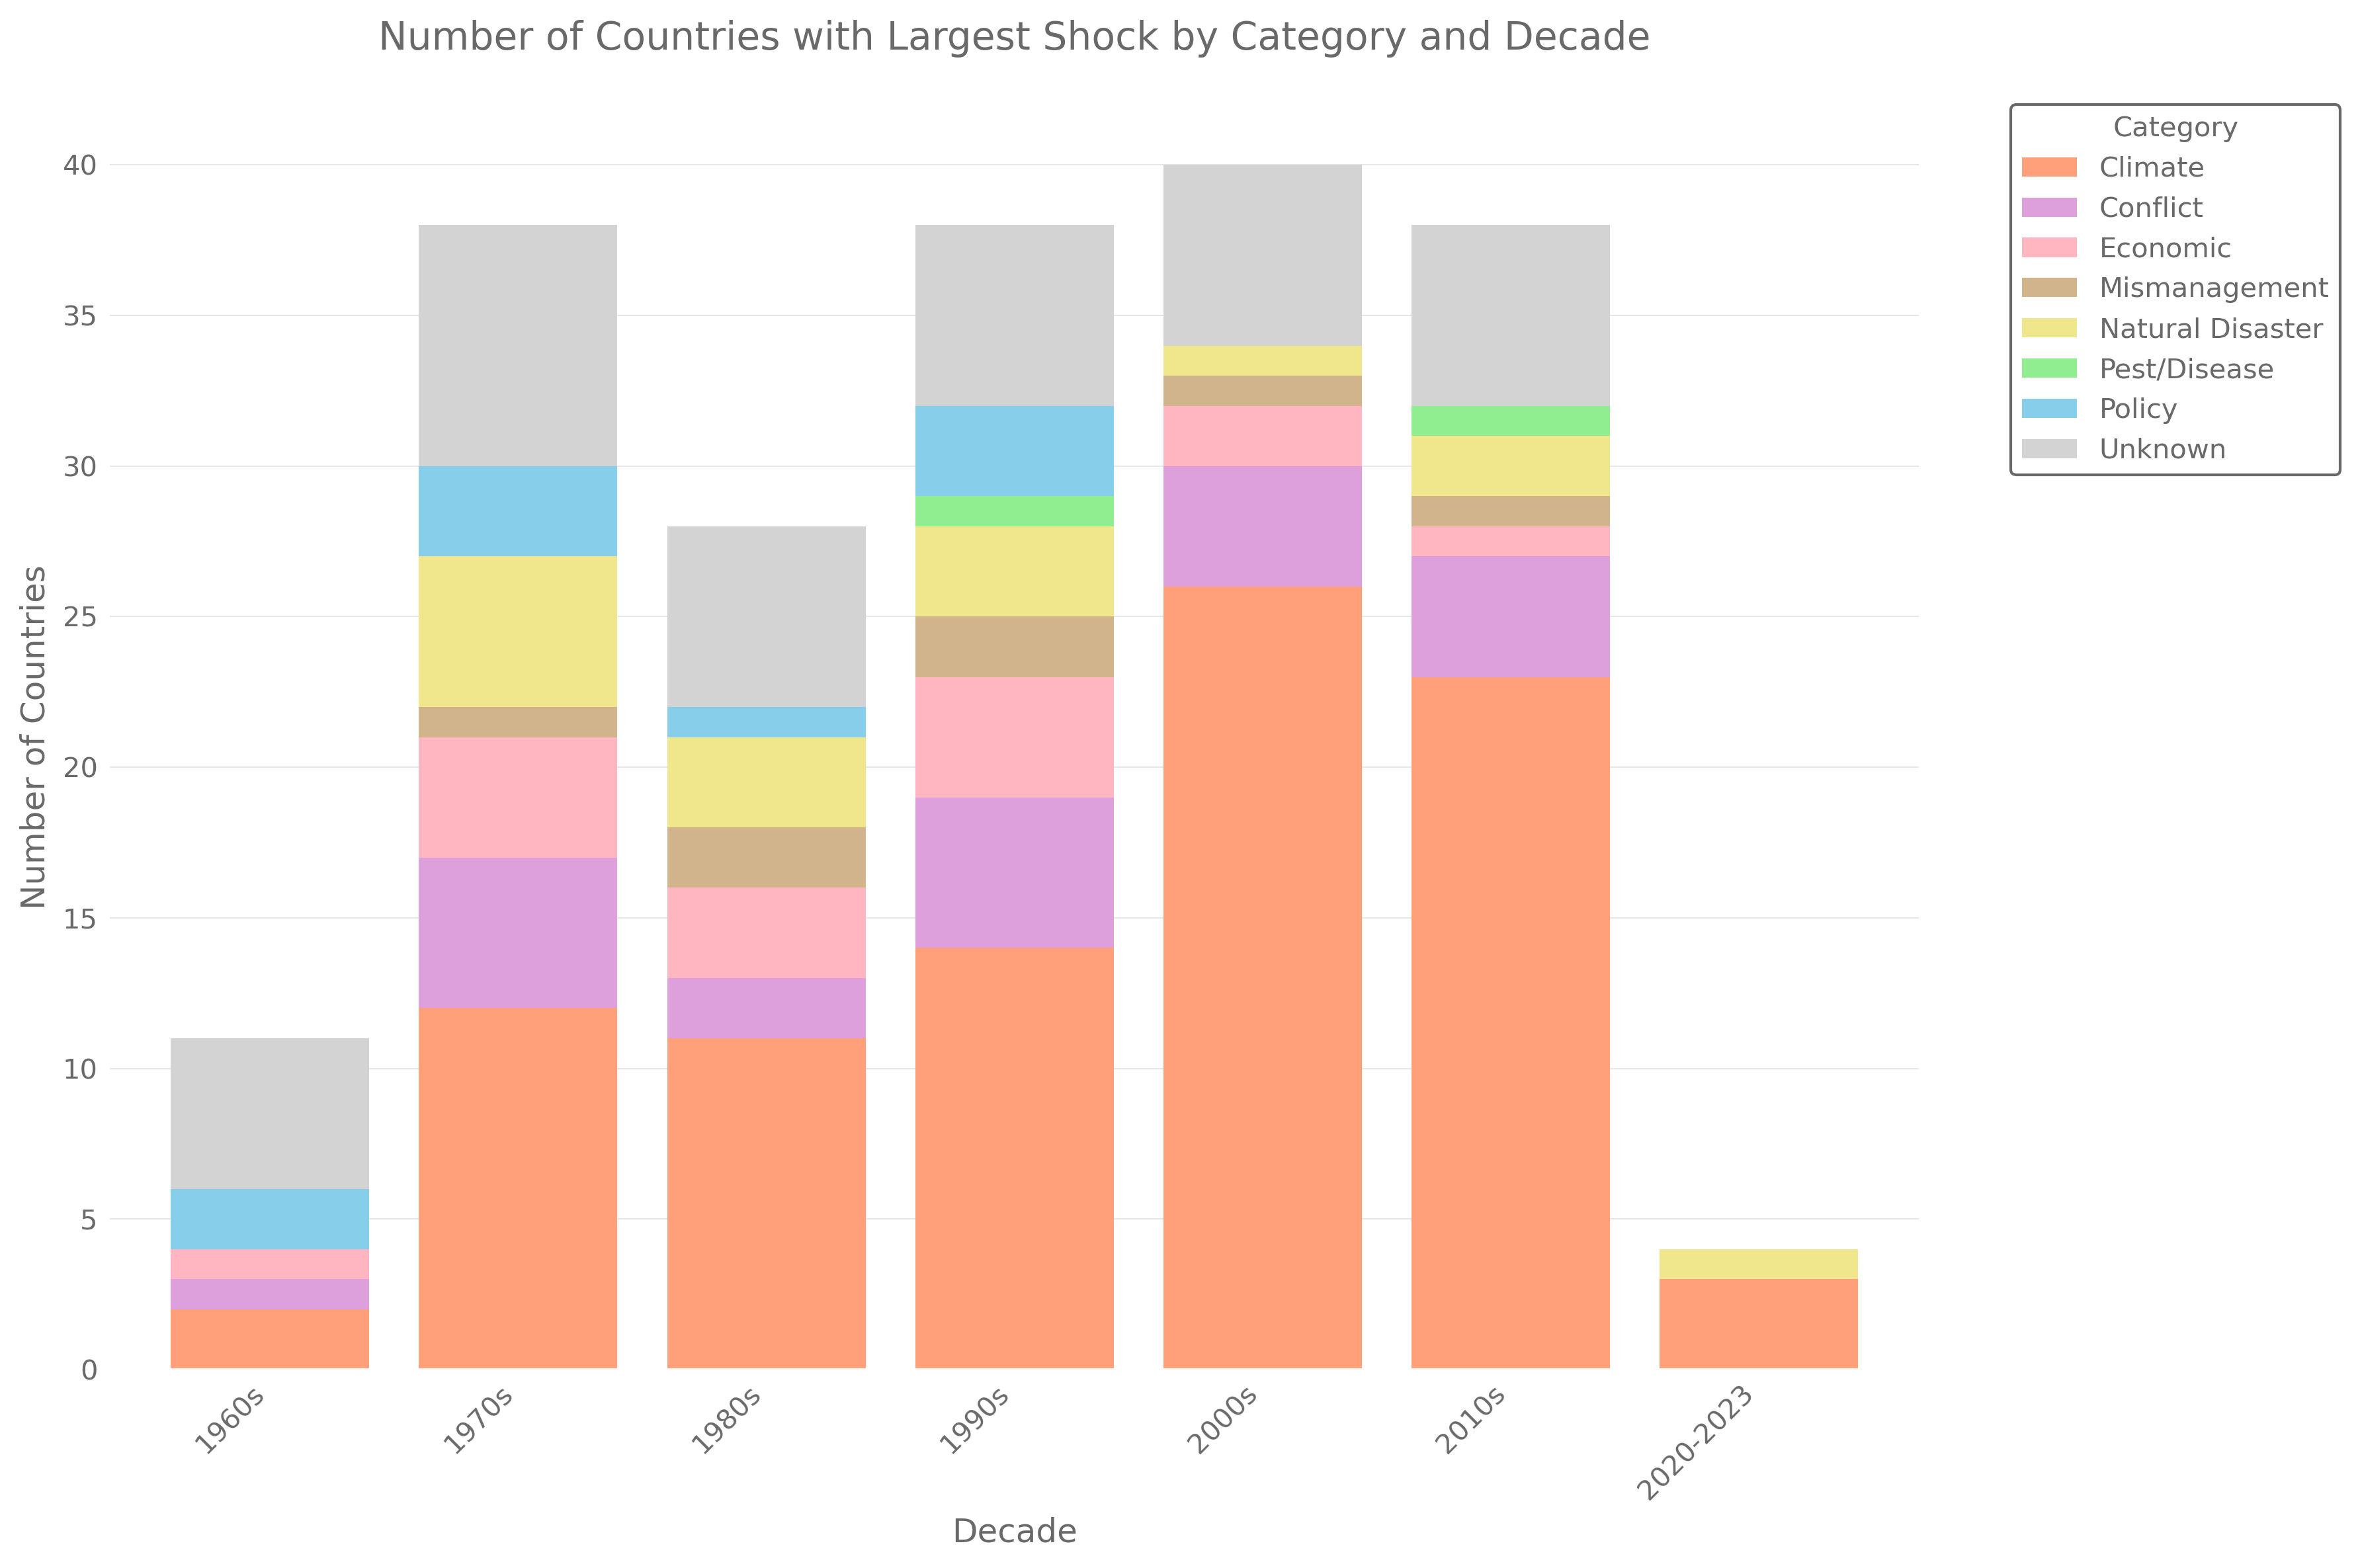 Number of Countries with Largest Shock by Category and Decade
Category
Climate
Conflict
Economic
Mismanagement
Natural Disaster
Pest/Disease
Policy
Unknown
Number of Countries
40
35
30
25
20
15
10
5
0
1960s
1970s
1980s
1990s
2000s
2010s
2020-2023
Decade